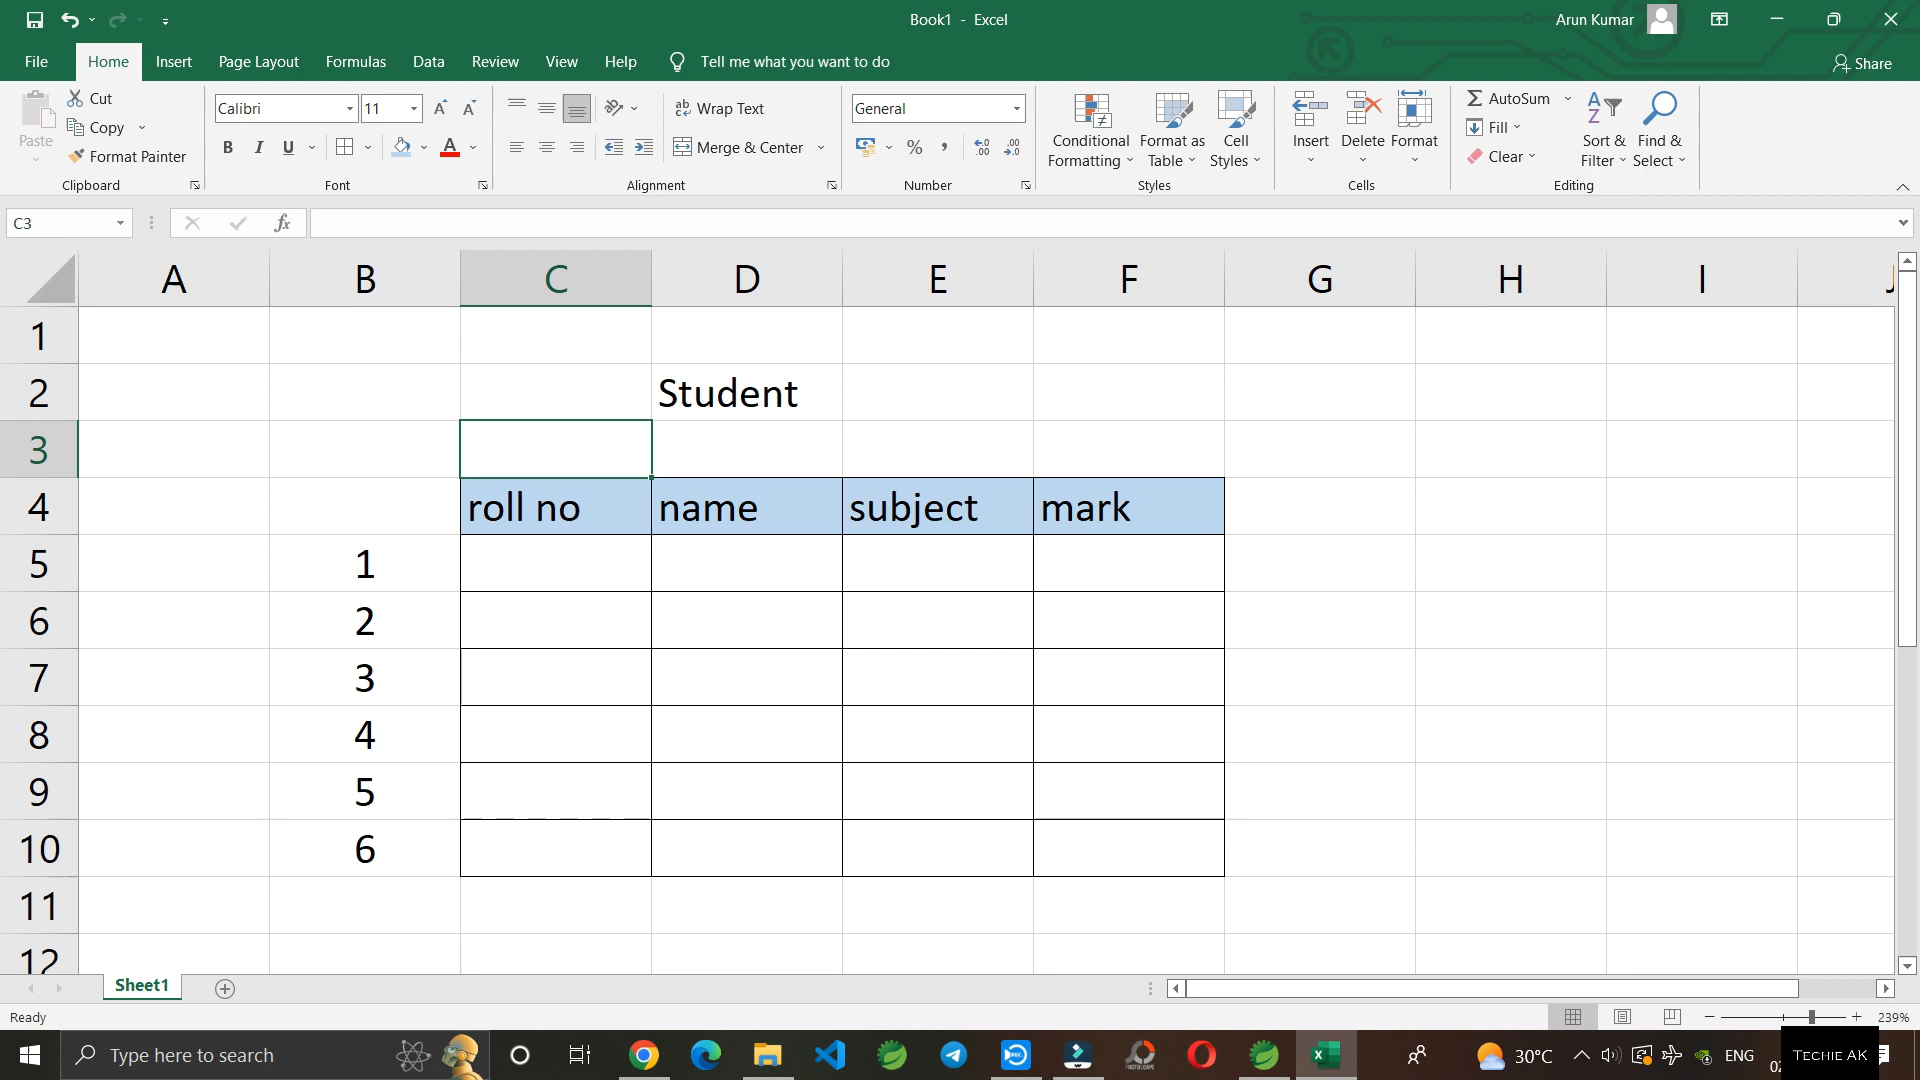 Book1 - Excel
Arun Kumar
File Home Insert Page Layout Formulas Data Review View Help Tell me what you want to do Share
Paste
Cut
Copy
Format Painter
Clipboard
Calibri 11
B I U
Font
Wrap Text
Merge & Center
Alignment
General
Number
Conditional Formatting
Format as Table
Cell Styles
Styles
Insert Delete Format
Cells
AutoSum
Fill
Clear
Sort & Filter
Find & Select
Editing
C3
fx
A B C D E F G H I J
1
2 Student
3
4 roll no name subject mark
5 1
6 2
7 3
8 4
9 5
10 6
11
12
Sheet1
Ready
239%
Type here to search
30°C
ENG
TECHIE AK